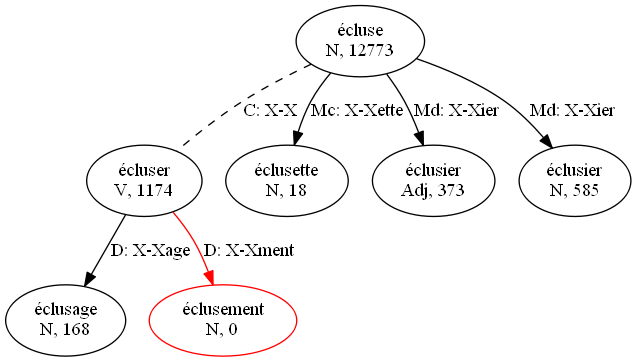 écluse
N, 12773
C: X-X
Mc: X-Xette
Md: X-Xier
Md: X-Xier
écluser
V, 1174
éclusette
N, 18
éclusier
Adj, 373
éclusier
N, 585
D: X-Xage
D: X-Xment
éclusage
N, 168
éclusement
N, 0